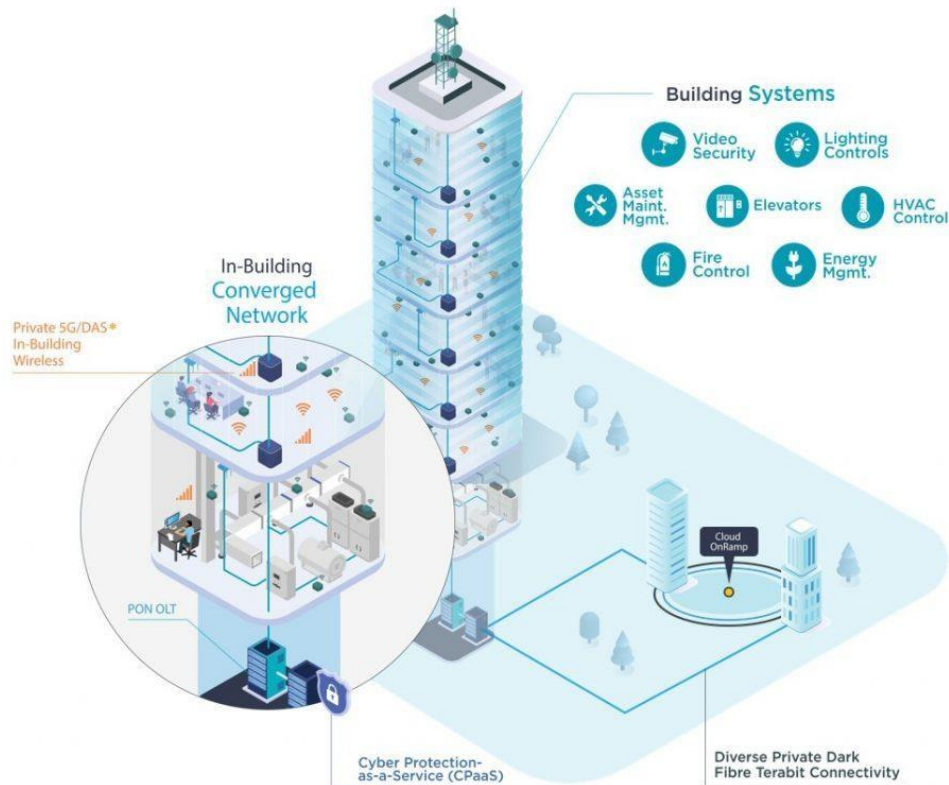 Building Systems
Video
Security
Lighting
Controls
Asset
Maint.
Mgmt.
Elevators
HVAC
Control
Fire
Control
Energy
Mgmt.
In-Building
Converged
Network
Private 5G/DAS*
In-Building
Wireless
PON OLT
Cloud
OnRamp
Cyber Protection-
as-a-Service (CPaaS)
Diverse Private Dark
Fibre Terabit Connectivity